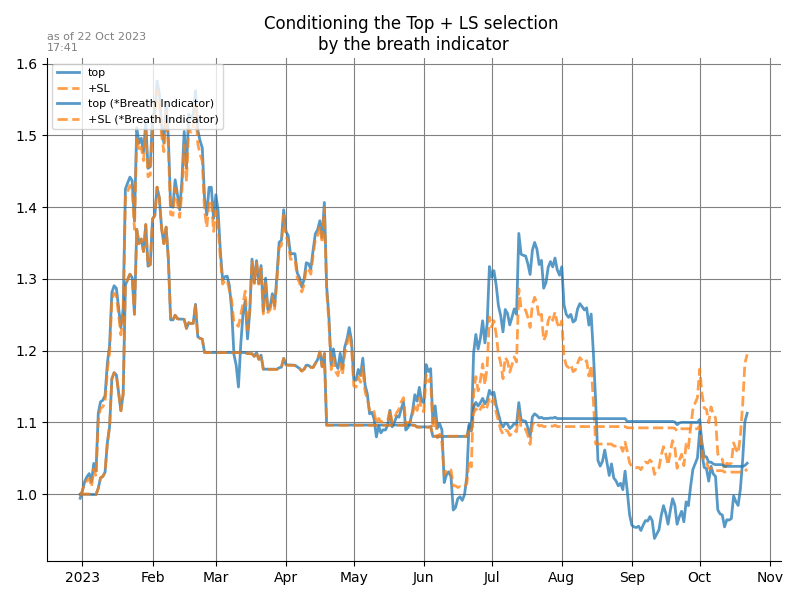 Conditioning the Top + LS selection
by the breath indicator
as of 22 Oct 2023
17:41
top
+SL
top (*Breath Indicator)
+SL (*Breath Indicator)
1.6
1.5
1.4
1.3
1.2
1.1
1.0
2023 Feb Mar Apr May Jun Jul Aug Sep Oct Nov